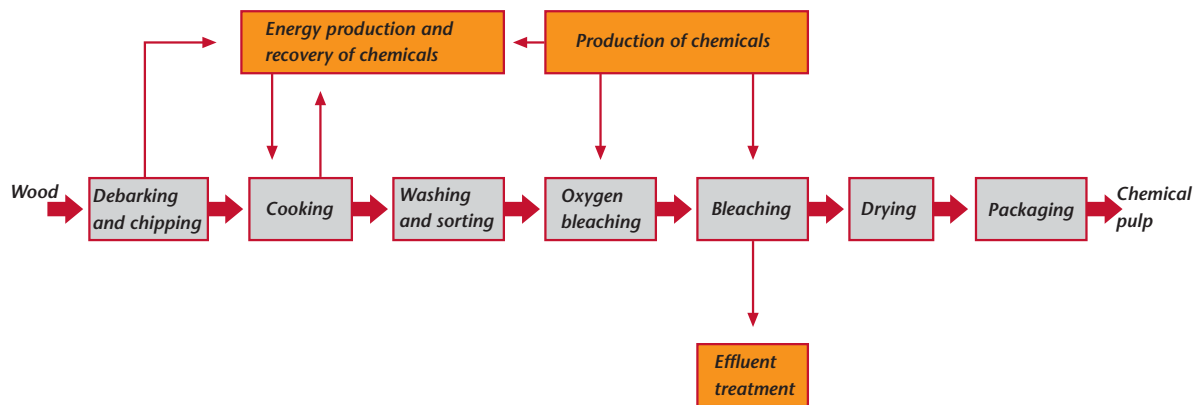 Energy production and
recovery of chemicals
Production of chemicals
Wood
Debarking
and chipping
Cooking
Washing
and sorting
Oxygen
bleaching
Bleaching
Drying
Packaging
Chemical
pulp
Effluent
treatment